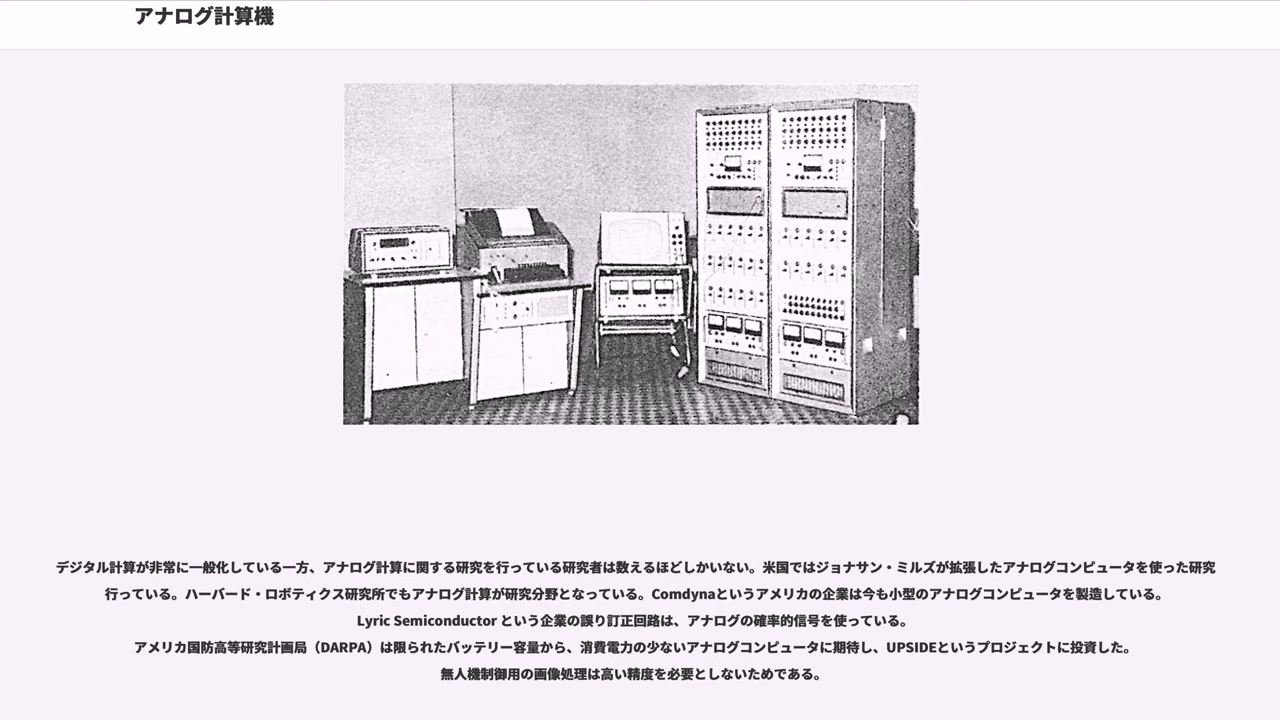 アナログ計算機
デジタル計算が非常に一般化している一方、アナログ計算に関する研究を行っている研究者は数えるほどしかいない。米国ではジョナサン・ミルズが拡張したアナログコンピュータを使った研究
行っている。ハーバード・ロボティクス研究所でもアナログ計算が研究分野となっている。Comdynaというアメリカの企業は今も小型のアナログコンピュータを製造している。
Lyric Semiconductor という企業の誤り訂正回路は、アナログの確率的信号を使っている。
アメリカ国防高等研究計画局（DARPA）は限られたバッテリー容量から、消費電力の少ないアナログコンピュータに期待し、UPSIDEというプロジェクトに投資した。
無人機制御用の画像処理は高い精度を必要としないためである。